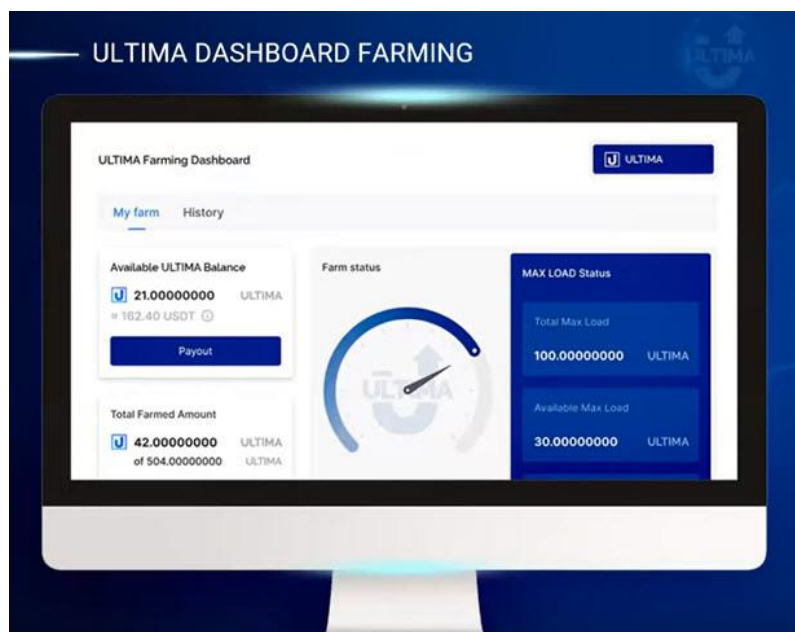 ULTIMA DASHBOARD FARMING
ULTIMA
ULTIMA Farming Dashboard
ULTIMA
My farm History
Available ULTIMA Balance
21.00000000 ULTIMA
≈ 162.40 USDT
Payout
Total Farmed Amount
42.00000000 ULTIMA
of 504.00000000 ULTIMA
Farm status
ULTIMA
MAX LOAD Status
Total Max Load
100.00000000 ULTIMA
Available Max Load
30.00000000 ULTIMA